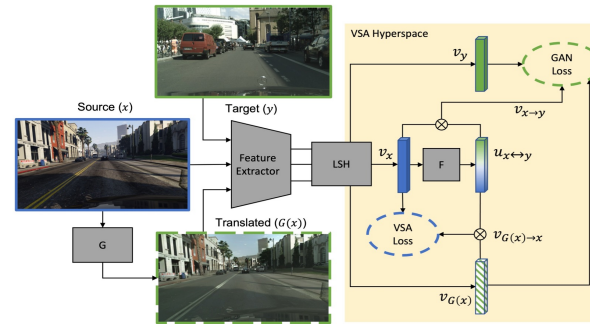 VSA Hyperspace
v_y
GAN
Loss
Source (x)
Target (y)
v_{x→y}
Feature
Extractor
LSH
v_x
F
u_{x↔y}
Translated (G(x))
G
VSA
Loss
v_{G(x)→x}
v_{G(x)}